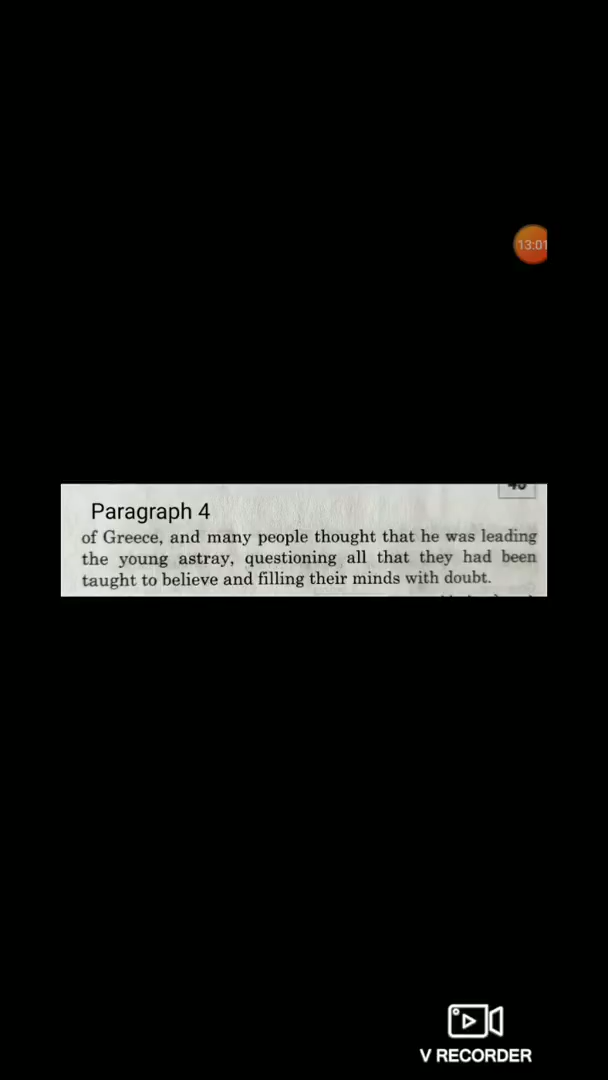 13:01
Paragraph 4
of Greece, and many people thought that he was leading
the young astray, questioning all that they had been
taught to believe and filling their minds with doubt.
V RECORDER